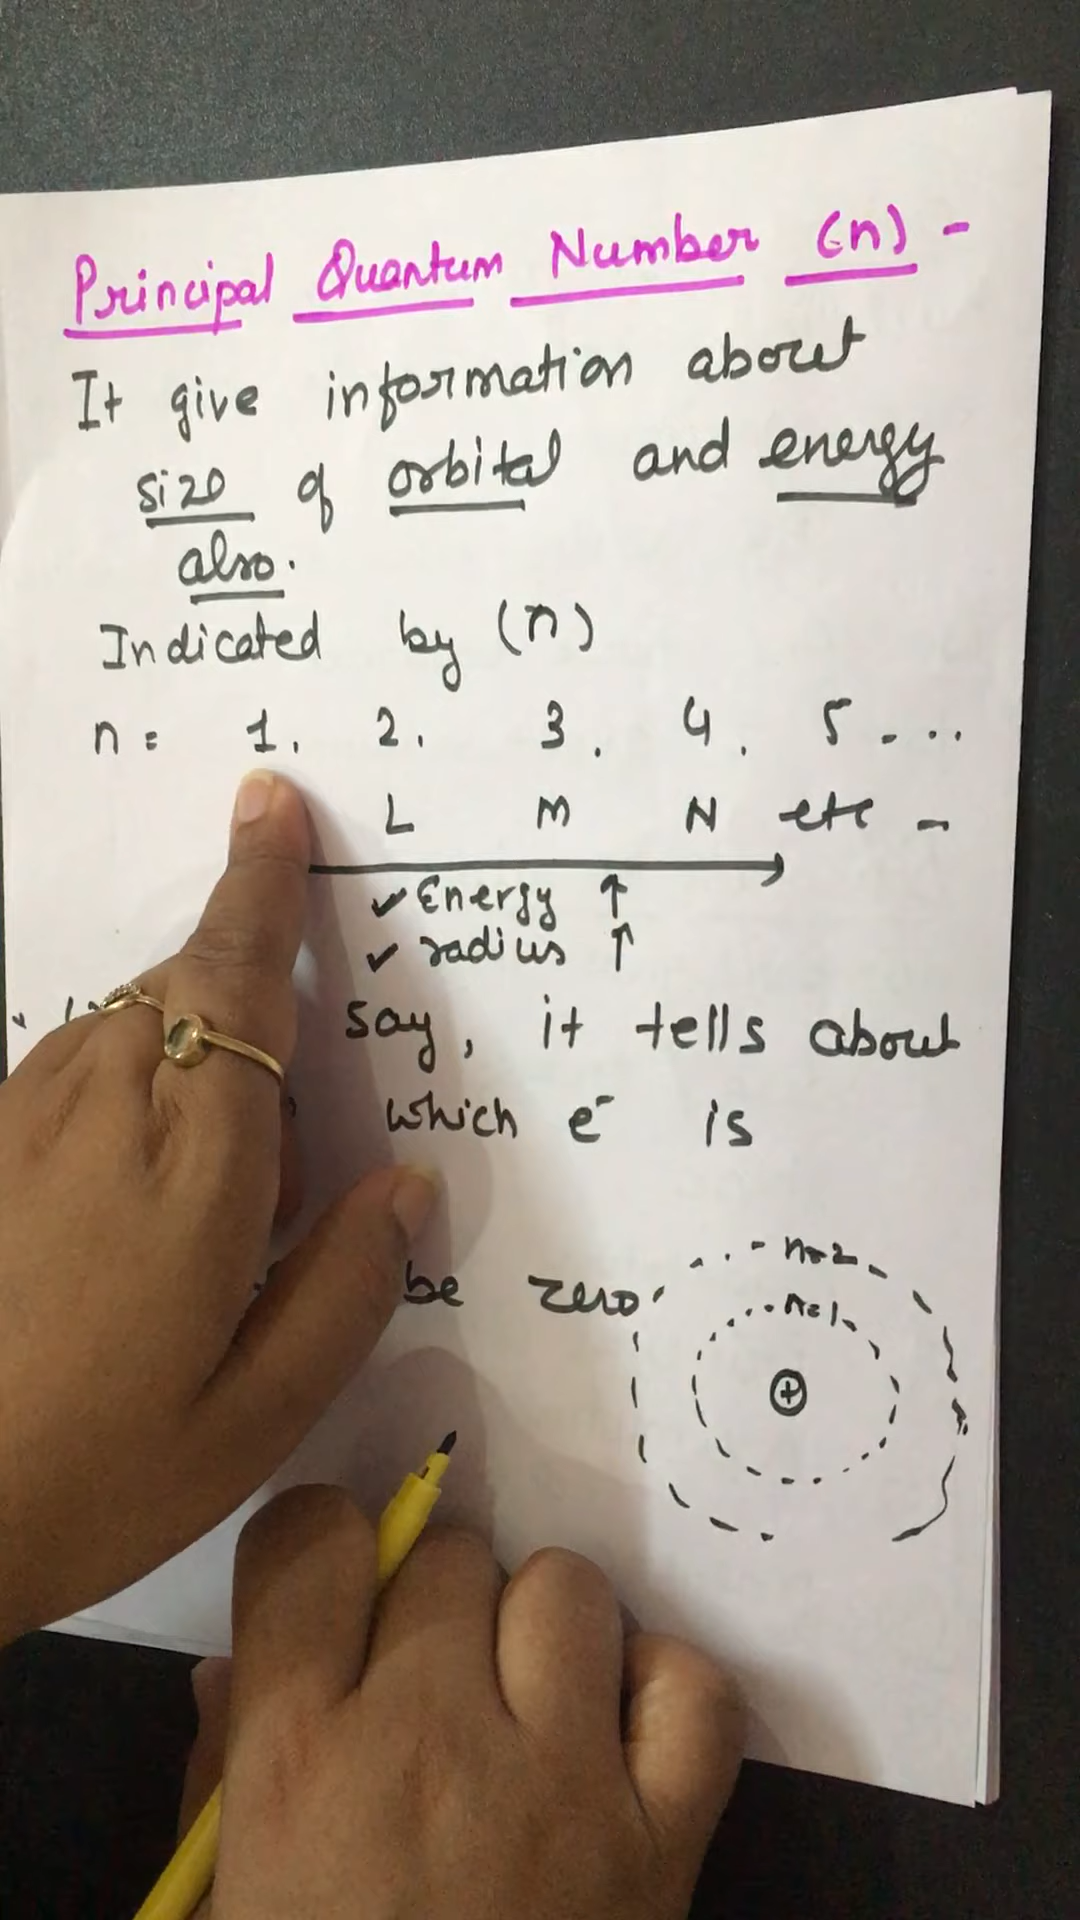 Principal Quantum Number (n) -
It give information about
size of orbital and energy
also.
Indicated by (n)
n = 1, 2, 3, 4, 5 ....
L M N etc -
✓ Energy ↑
✓ radius ↑
say, it tells about
which e⁻ is
be zero
n=2
n=1
+